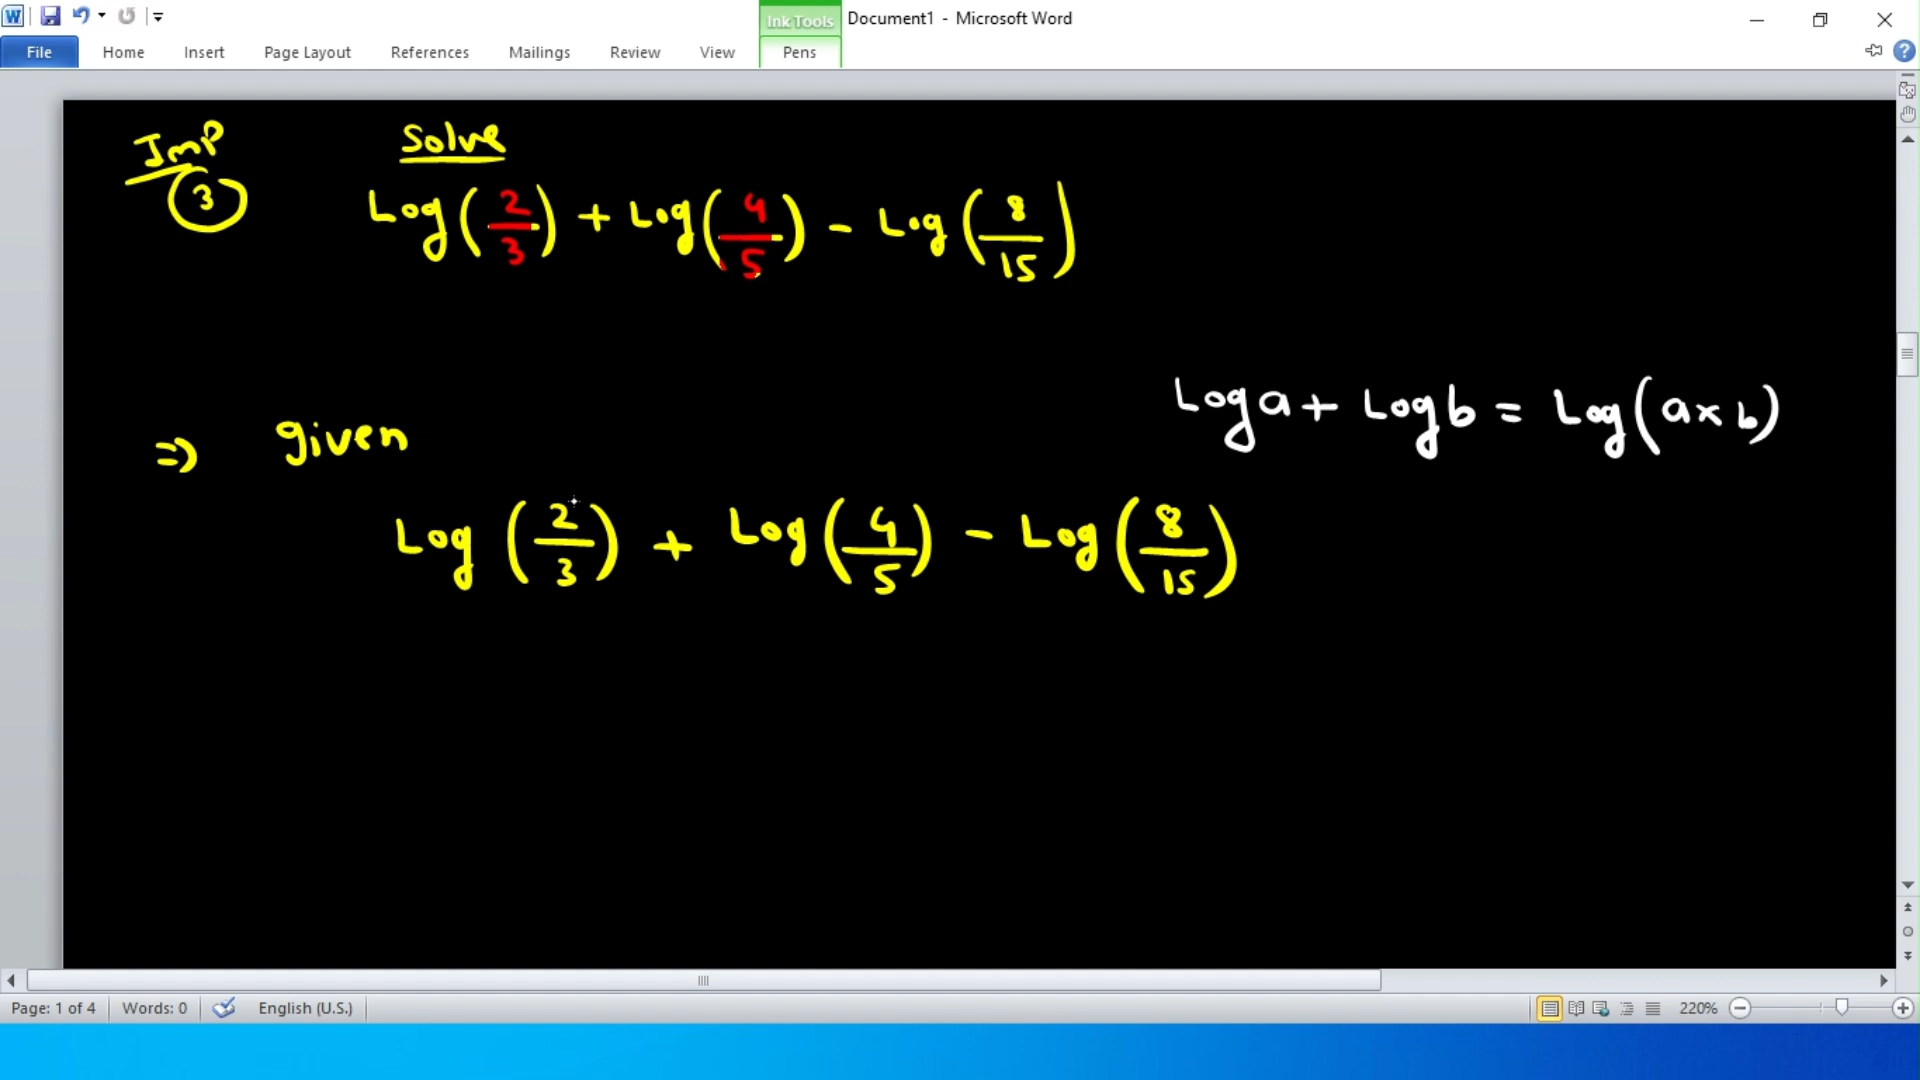 Ink Tools
Document1 - Microsoft Word
File Home Insert Page Layout References Mailings Review View Pens
Imp
3
Solve
Log(2/3) + Log(4/5) - Log(8/15)
Log a + Log b = Log(a×b)
=> given
Log(2/3) + Log(4/5) - Log(8/15)
Page: 1 of 4 Words: 0 English (U.S.) 220%